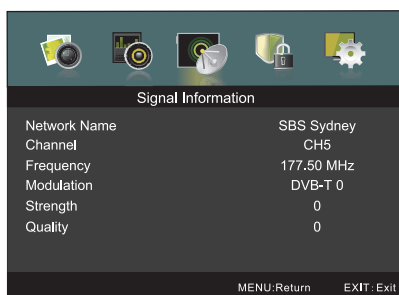 Signal Information
Network Name SBS Sydney
Channel CH5
Frequency 177.50 MHz
Modulation DVB-T 0
Strength 0
Quality 0
MENU:Return EXIT:Exit